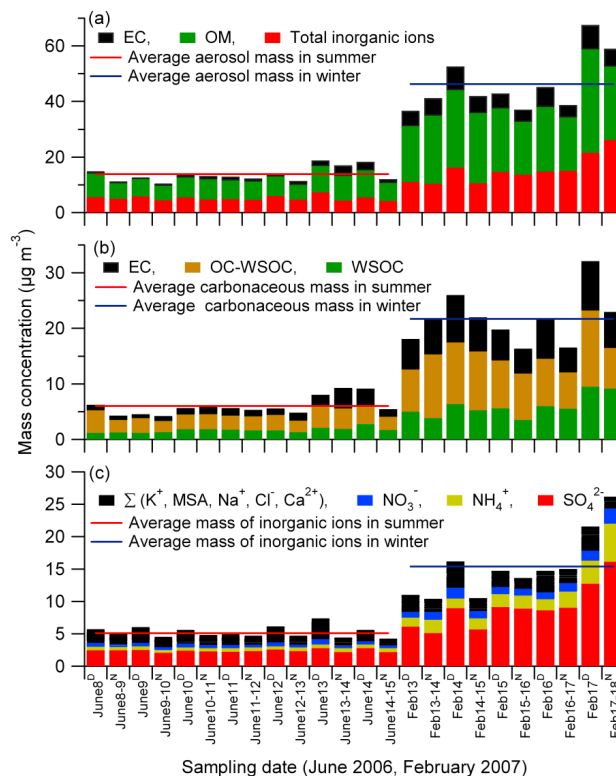 (a)
EC, OM, Total inorganic ions
Average aerosol mass in summer
Average aerosol mass in winter
60
40
20
0
(b)
EC, OC-WSOC, WSOC
Average carbonaceous mass in summer
Average carbonaceous mass in winter
30
20
10
0
Mass concentration (µg m⁻³)
(c)
∑ (K⁺, MSA, Na⁺, Cl⁻, Ca²⁺), NO₃⁻, NH₄⁺, SO₄²⁻
Average mass of inorganic ions in summer
Average mass of inorganic ions in winter
30
25
20
15
10
5
0
June8ᴰ
June8-9ᴺ
June9ᴰ
June9-10ᴺ
June10ᴰ
June10-11ᴺ
June11ᴰ
June11-12ᴺ
June12ᴰ
June12-13ᴺ
June13ᴰ
June13-14ᴺ
June14ᴰ
June14-15ᴺ
Feb13ᴰ
Feb13-14ᴺ
Feb14ᴰ
Feb14-15ᴺ
Feb15ᴰ
Feb15-16ᴺ
Feb16ᴰ
Feb16-17ᴺ
Feb17ᴰ
Feb17-18ᴺ
Sampling date (June 2006, February 2007)